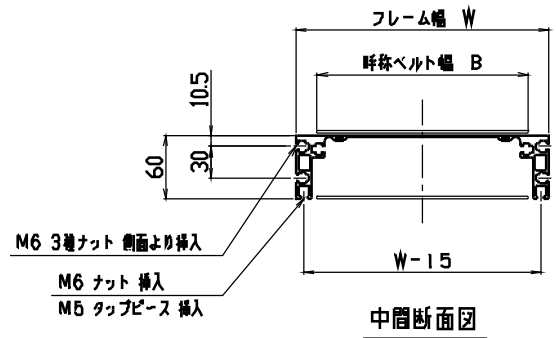 フレーム幅 W
呼称ベルト幅 B
10.5
60
30
M6 3種ナット 側面より挿入
M6 ナット 挿入
M5 タップピース 挿入
W-15
中間断面図